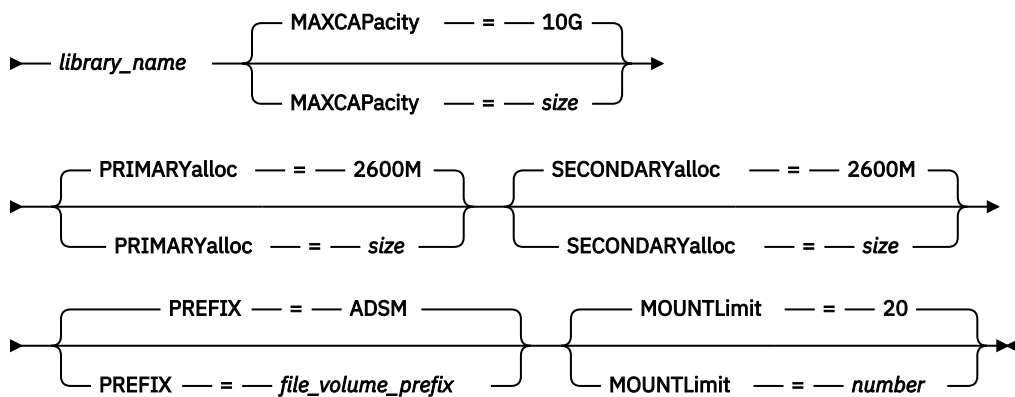 MAXCAPacity = 10G
library_name
MAXCAPacity = size
PRIMARYalloc = 2600M SECONDARYalloc = 2600M
PRIMARYalloc = size SECONDARYalloc = size
PREFIX = ADSM MOUNTLimit = 20
PREFIX = file_volume_prefix MOUNTLimit = number